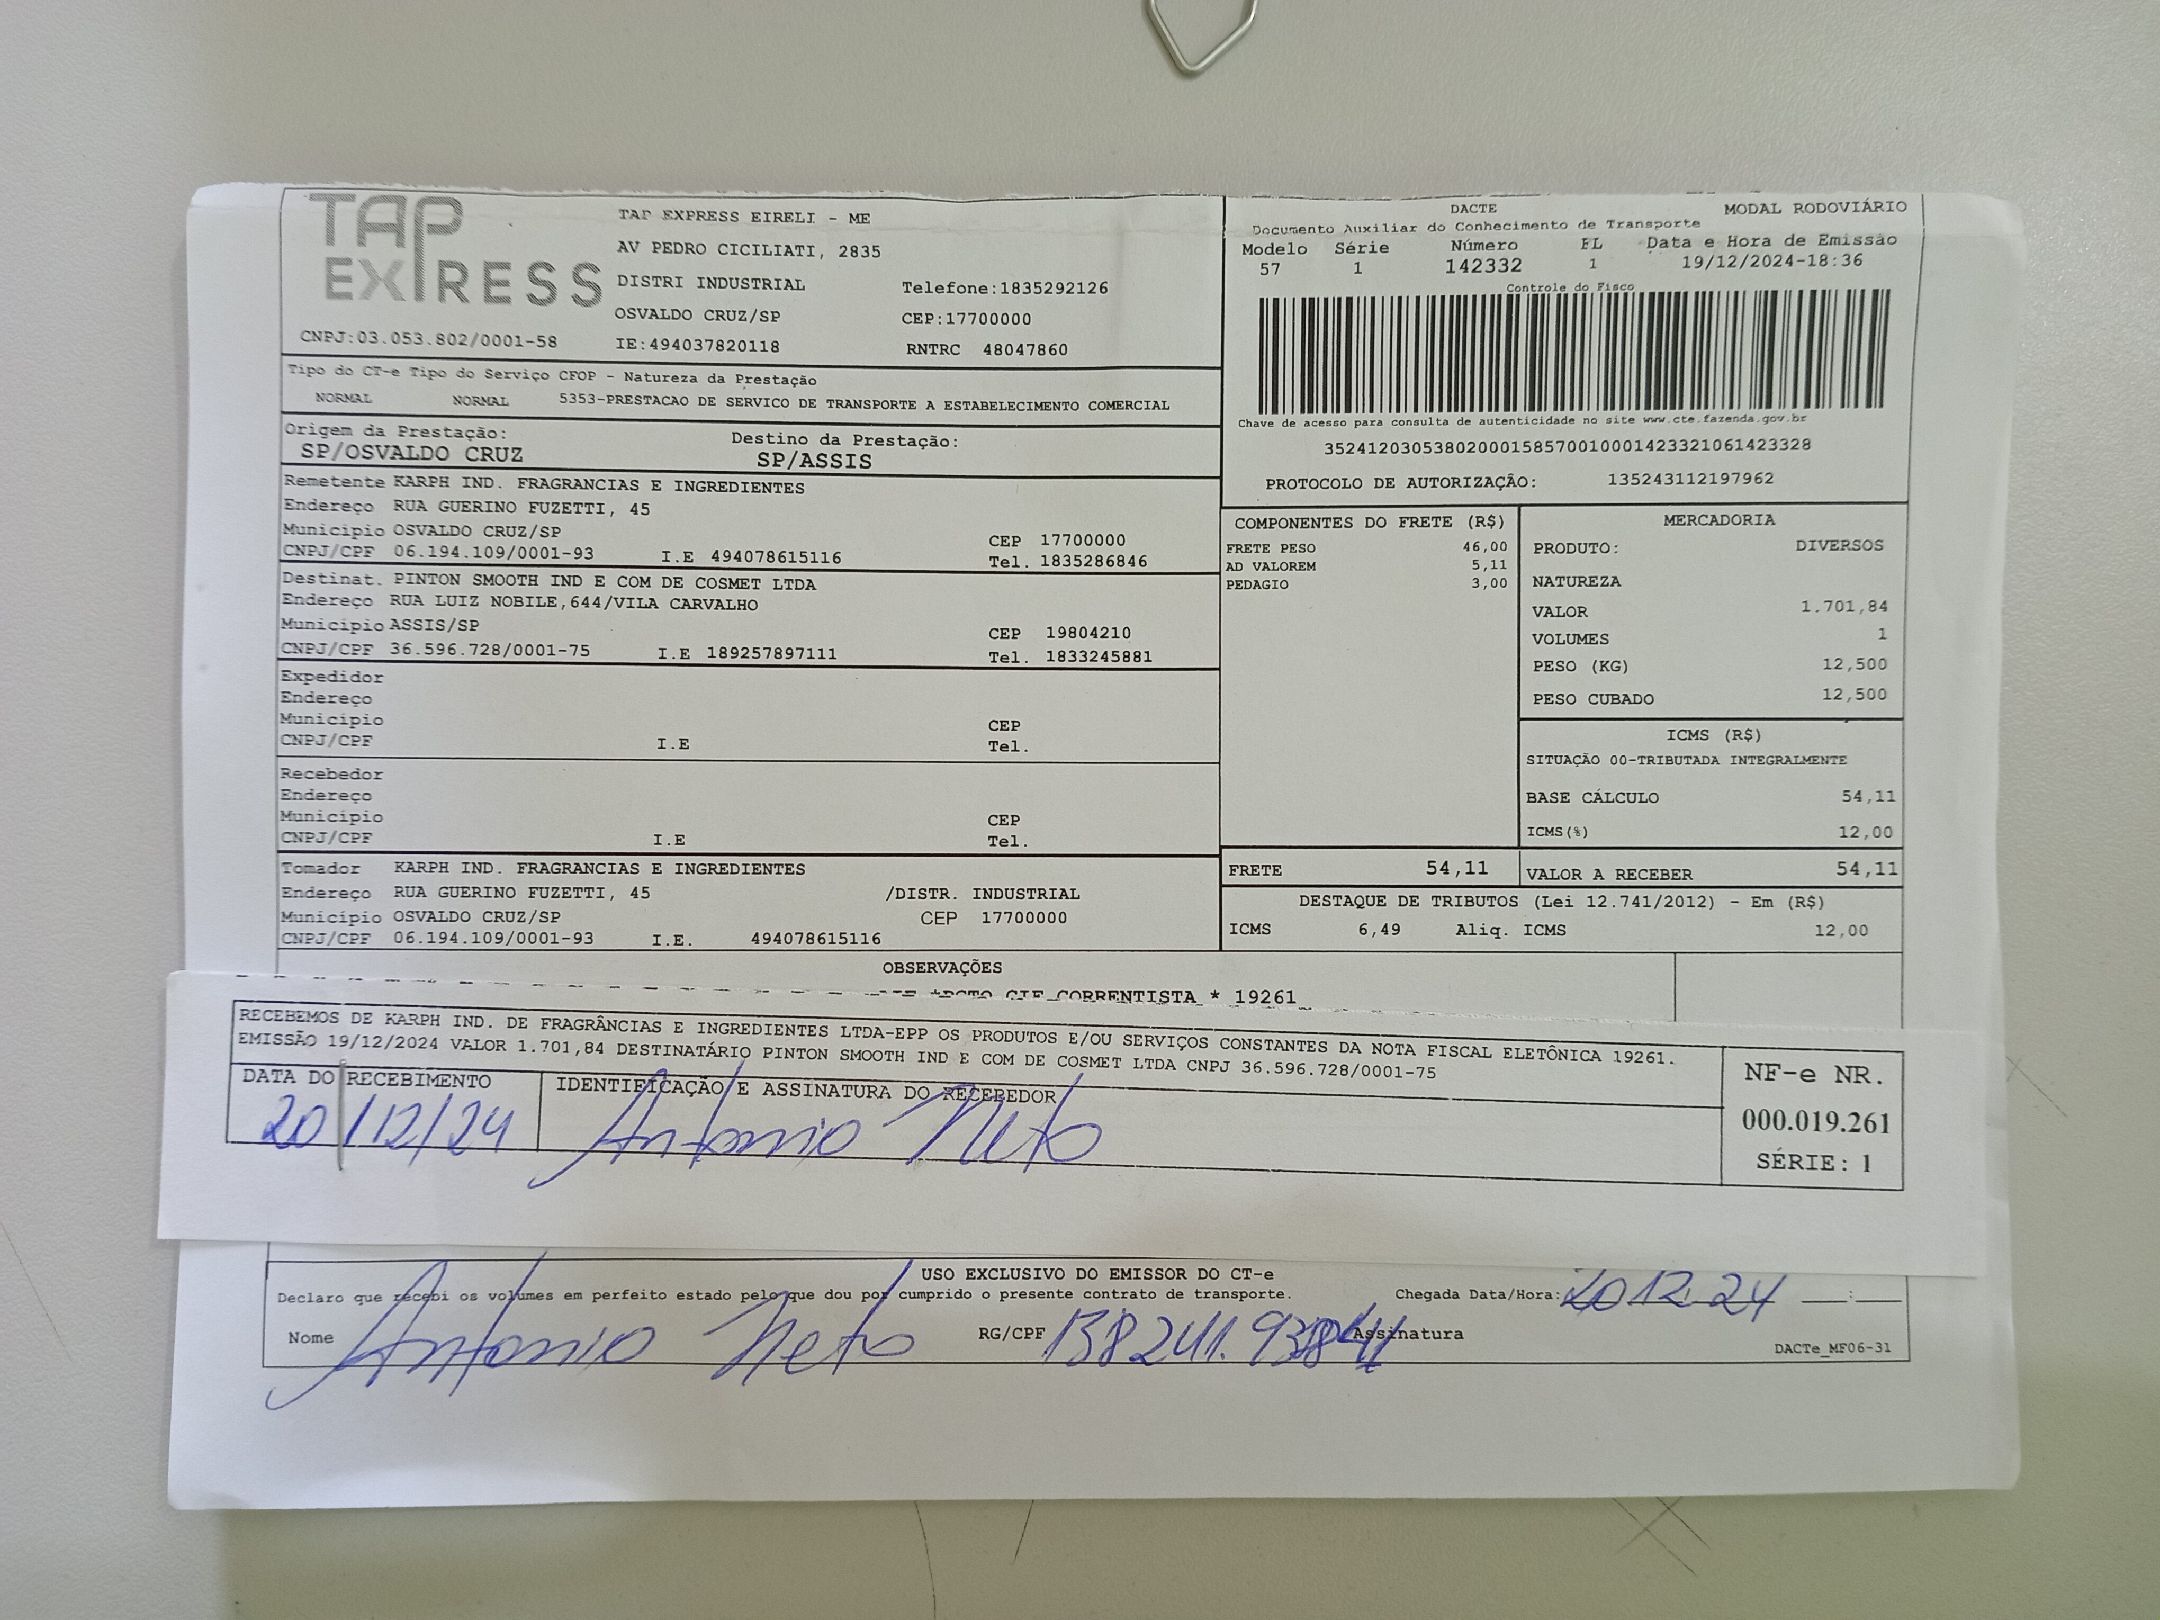 TAP
EXPRESS
CNPJ:03.053.802/0001-58
TAP EXPRESS EIRELI - ME
AV PEDRO CICILIATI, 2835
DISTRI INDUSTRIAL
Telefone:1835292126
OSVALDO CRUZ/SP
CEP:17700000
IE:494037820118
RNTRC 48047860
DACTE
MODAL RODOVIÁRIO
Documento Auxiliar do Conhecimento de Transporte
Modelo Série Número FL Data e Hora de Emissão
57 1 142332 1 19/12/2024-18:36
Controle do Fisco
Chave de acesso para consulta de autenticidade no site www.cte.fazenda.gov.br
35241203053802000158570010001423321061423328
PROTOCOLO DE AUTORIZAÇÃO: 135243112197962
Tipo do CT-e Tipo do Serviço CFOP - Natureza da Prestação
NORMAL NORMAL 5353-PRESTACAO DE SERVICO DE TRANSPORTE A ESTABELECIMENTO COMERCIAL
Origem da Prestação: Destino da Prestação:
SP/OSVALDO CRUZ SP/ASSIS
Remetente KARPH IND. FRAGRANCIAS E INGREDIENTES
Endereço RUA GUERINO FUZETTI, 45
Município OSVALDO CRUZ/SP CEP 17700000
CNPJ/CPF 06.194.109/0001-93 I.E 494078615116 Tel. 1835286846
Destinat. PINTON SMOOTH IND E COM DE COSMET LTDA
Endereço RUA LUIZ NOBILE,644/VILA CARVALHO
Município ASSIS/SP CEP 19804210
CNPJ/CPF 36.596.728/0001-75 I.E 189257897111 Tel. 1833245881
Expedidor
Endereço
Município CEP
CNPJ/CPF I.E Tel.
Recebedor
Endereço
Município CEP
CNPJ/CPF I.E Tel.
Tomador KARPH IND. FRAGRANCIAS E INGREDIENTES
Endereço RUA GUERINO FUZETTI, 45 /DISTR. INDUSTRIAL
Município OSVALDO CRUZ/SP CEP 17700000
CNPJ/CPF 06.194.109/0001-93 I.E. 494078615116
COMPONENTES DO FRETE (R$)
FRETE PESO 46,00
AD VALOREM 5,11
PEDAGIO 3,00
MERCADORIA
PRODUTO: DIVERSOS
NATUREZA
VALOR 1.701,84
VOLUMES 1
PESO (KG) 12,500
PESO CUBADO 12,500
ICMS (R$)
SITUAÇÃO 00-TRIBUTADA INTEGRALMENTE
BASE CÁLCULO 54,11
ICMS(%) 12,00
FRETE 54,11 VALOR A RECEBER 54,11
DESTAQUE DE TRIBUTOS (Lei 12.741/2012) - Em (R$)
ICMS 6,49 Aliq. ICMS 12,00
OBSERVAÇÕES
CIF CORRENTISTA * 19261
RECEBEMOS DE KARPH IND. DE FRAGRÂNCIAS E INGREDIENTES LTDA-EPP OS PRODUTOS E/OU SERVIÇOS CONSTANTES DA NOTA FISCAL ELETÔNICA 19261.
EMISSÃO 19/12/2024 VALOR 1.701,84 DESTINATÁRIO PINTON SMOOTH IND E COM DE COSMET LTDA CNPJ 36.596.728/0001-75
DATA DO RECEBIMENTO IDENTIFICAÇÃO E ASSINATURA DO RECEBEDOR
20/12/24 Antonio Neto
NF-e NR.
000.019.261
SÉRIE: 1
USO EXCLUSIVO DO EMISSOR DO CT-e
Declaro que recebi os volumes em perfeito estado pelo que dou por cumprido o presente contrato de transporte. Chegada Data/Hora: 20 12 24 :
Nome Antonio Neto RG/CPF Assinatura
DACTe_MF06-31